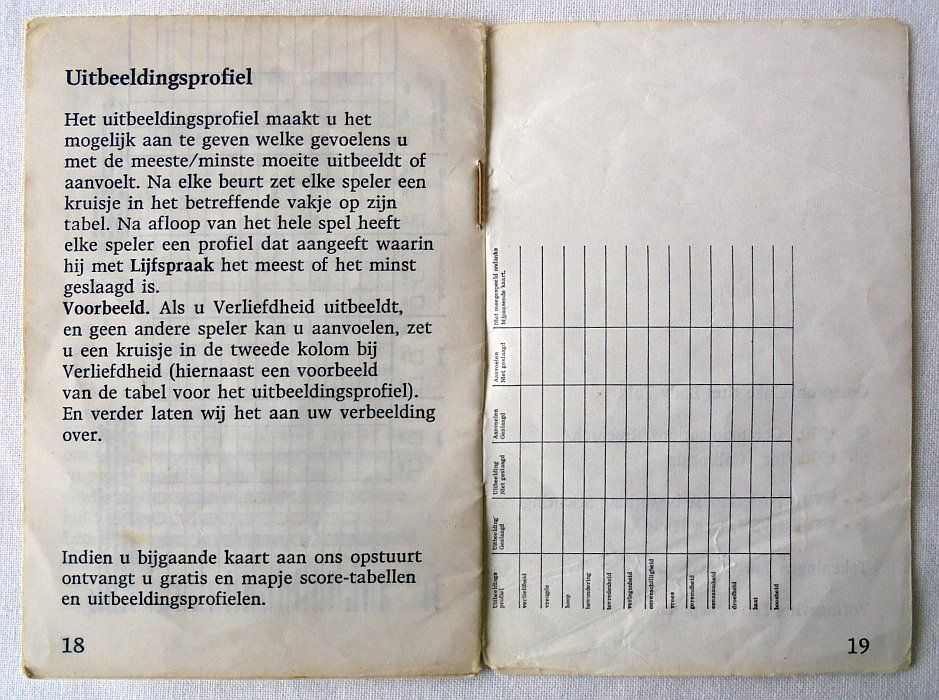 Uitbeeldingsprofiel
Het uitbeeldingsprofiel maakt u het
mogelijk aan te geven welke gevoelens u
met de meeste/minste moeite uitbeeldt of
aanvoelt. Na elke beurt zet elke speler een
kruisje in het betreffende vakje op zijn
tabel. Na afloop van het hele spel heeft
elke speler een profiel dat aangeeft waarin
hij met Lijfspraak het meest of het minst
geslaagd is.
Voorbeeld. Als u Verliefdheid uitbeeldt,
en geen andere speler kan u aanvoelen, zet
u een kruisje in de tweede kolom bij
Verliefdheid (hiernaast een voorbeeld
van de tabel voor het uitbeeldingsprofiel).
En verder laten wij het aan uw verbeelding
over.
Indien u bijgaande kaart aan ons opstuurt
ontvangt u gratis en mapje score-tabellen
en uitbeeldingsprofielen.
18
Uitbeeldings
profiel
Uitbeelding
Geslaagd
Uitbeelding
Niet geslaagd
Aanvoelen
Geslaagd
Aanvoelen
Niet geslaagd
Niet meegespeeld ondanks
bijpassende kaart.
verliefdheid
vreugde
hoop
bewondering
tevredenheid
verlegenheid
onverschilligheid
vrees
gereserdheid
eenzaamheid
droefheid
haat
boosheid
19